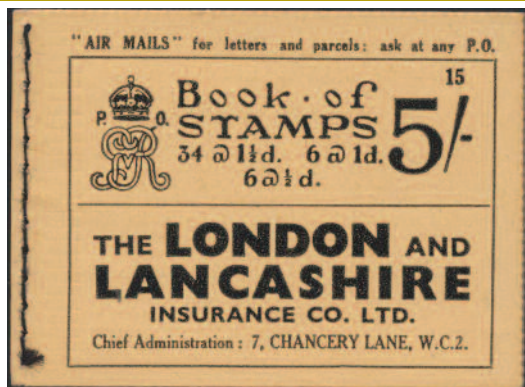 "AIR MAILS" for letters and parcels: ask at any P.O.
15
P. O.
Book · of
STAMPS
5/-
34 @ 1½d. 6 @ 1d.
6 @ ½d.
THE LONDON AND
LANCASHIRE
INSURANCE CO. LTD.
Chief Administration: 7, CHANCERY LANE, W.C.2.